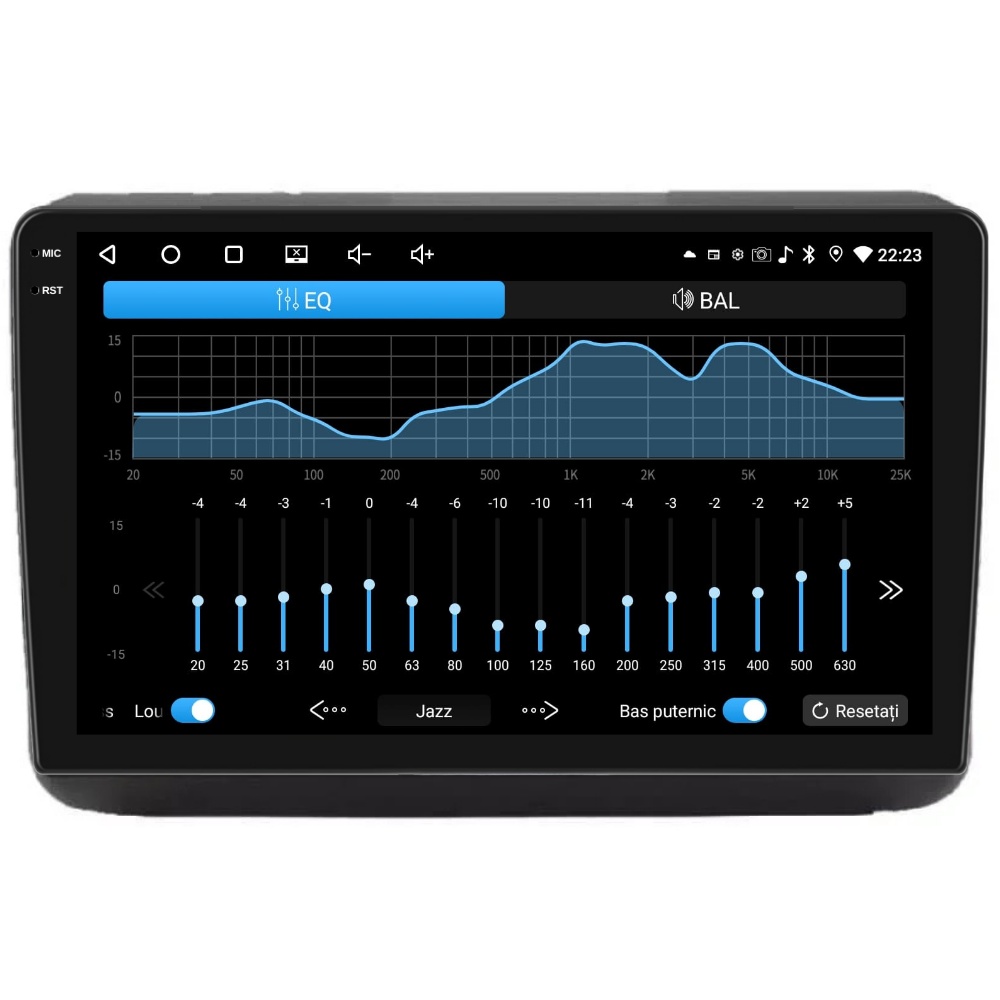 MIC
22:23
RST
EQ
BAL
15
0
-15
20 50 100 200 500 1K 2K 5K 10K 25K
-4 -4 -3 -1 0 -4 -6 -10 -10 -11 -4 -3 -2 -2 +2 +5
15
0
-15
20 25 31 40 50 63 80 100 125 160 200 250 315 400 500 630
s Lou Jazz Bas puternic Resetați